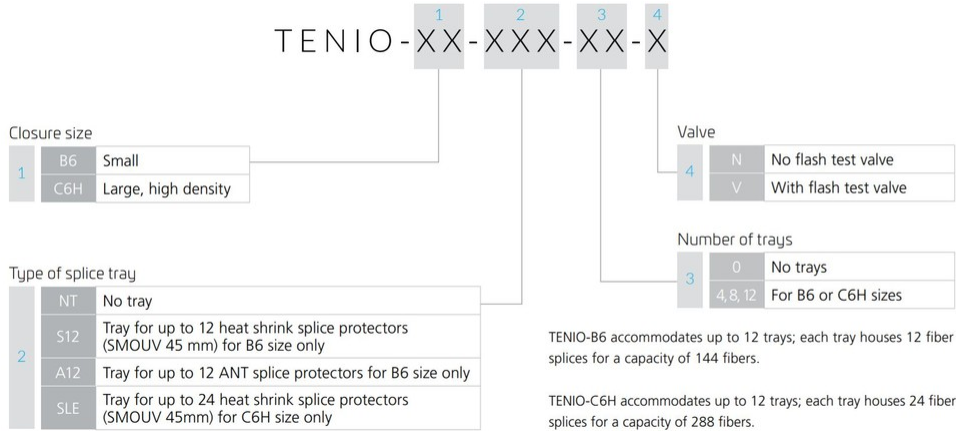 1 2 3 4
TENIO-XX-XXX-XX-X
Closure size
1
B6 Small
C6H Large, high density
Type of splice tray
2
NT No tray
S12 Tray for up to 12 heat shrink splice protectors
(SMOUV 45 mm) for B6 size only
A12 Tray for up to 12 ANT splice protectors for B6 size only
SLE Tray for up to 24 heat shrink splice protectors
(SMOUV 45mm) for C6H size only
Valve
4
N No flash test valve
V With flash test valve
Number of trays
3
0 No trays
4, 8, 12 For B6 or C6H sizes
TENIO-B6 accommodates up to 12 trays; each tray houses 12 fiber
splices for a capacity of 144 fibers.
TENIO-C6H accommodates up to 12 trays; each tray houses 24 fiber
splices for a capacity of 288 fibers.